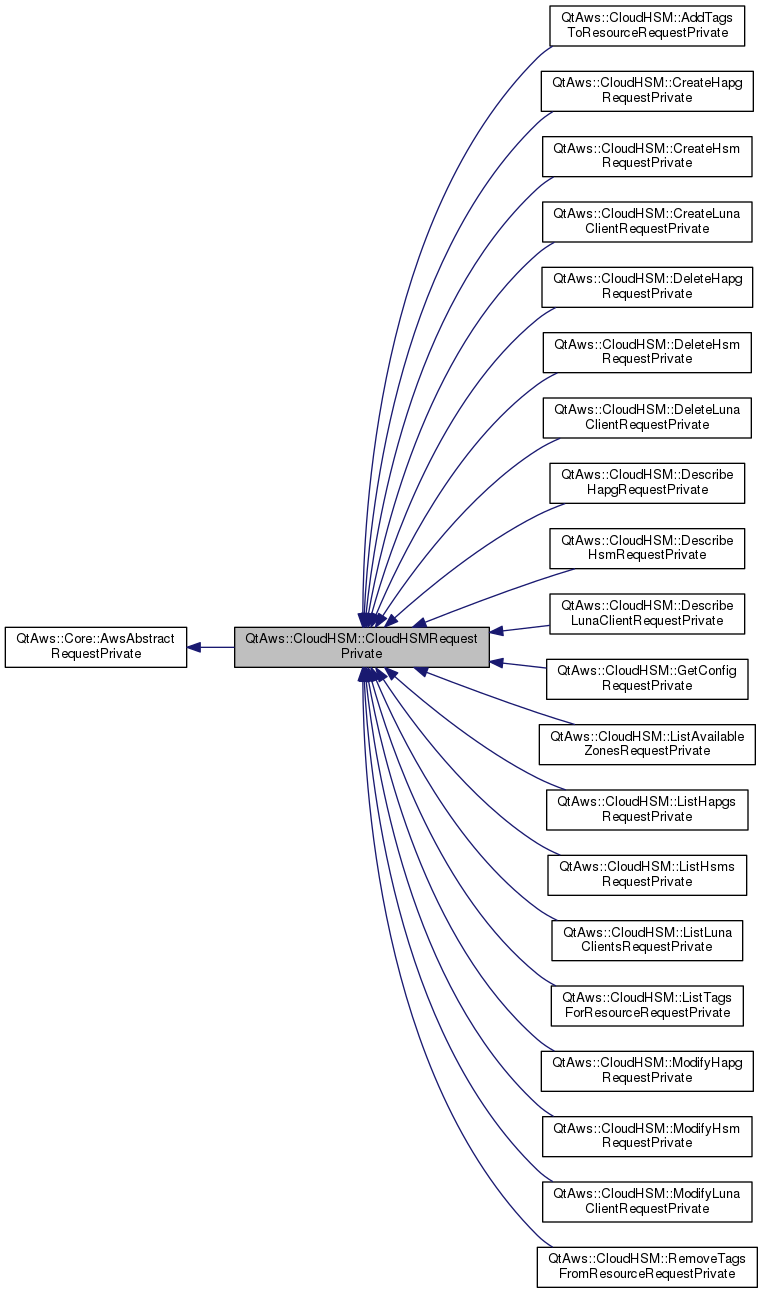 QtAws::Core::AwsAbstract
RequestPrivate
QtAws::CloudHSM::CloudHSMRequest
Private
QtAws::CloudHSM::AddTags
ToResourceRequestPrivate
QtAws::CloudHSM::CreateHapg
RequestPrivate
QtAws::CloudHSM::CreateHsm
RequestPrivate
QtAws::CloudHSM::CreateLuna
ClientRequestPrivate
QtAws::CloudHSM::DeleteHapg
RequestPrivate
QtAws::CloudHSM::DeleteHsm
RequestPrivate
QtAws::CloudHSM::DeleteLuna
ClientRequestPrivate
QtAws::CloudHSM::Describe
HapgRequestPrivate
QtAws::CloudHSM::Describe
HsmRequestPrivate
QtAws::CloudHSM::Describe
LunaClientRequestPrivate
QtAws::CloudHSM::GetConfig
RequestPrivate
QtAws::CloudHSM::ListAvailable
ZonesRequestPrivate
QtAws::CloudHSM::ListHapgs
RequestPrivate
QtAws::CloudHSM::ListHsms
RequestPrivate
QtAws::CloudHSM::ListLuna
ClientsRequestPrivate
QtAws::CloudHSM::ListTags
ForResourceRequestPrivate
QtAws::CloudHSM::ModifyHapg
RequestPrivate
QtAws::CloudHSM::ModifyHsm
RequestPrivate
QtAws::CloudHSM::ModifyLuna
ClientRequestPrivate
QtAws::CloudHSM::RemoveTags
FromResourceRequestPrivate